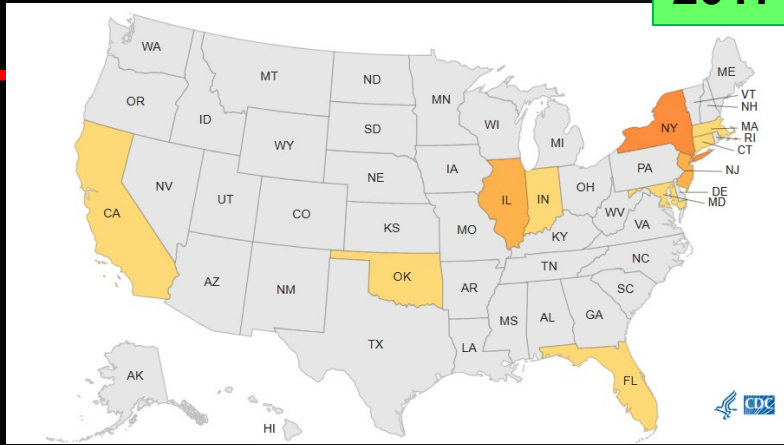 WA
MT
ND
MN
ME
VT
NH
OR
ID
SD
WI
NY
MA
RI
CT
WY
MI
IA
PA
NJ
NE
OH
DE
MD
NV
UT
CO
IL
IN
WV
VA
CA
KS
MO
KY
NC
TN
AZ
NM
OK
AR
SC
MS
AL
GA
TX
LA
FL
AK
HI
CDC